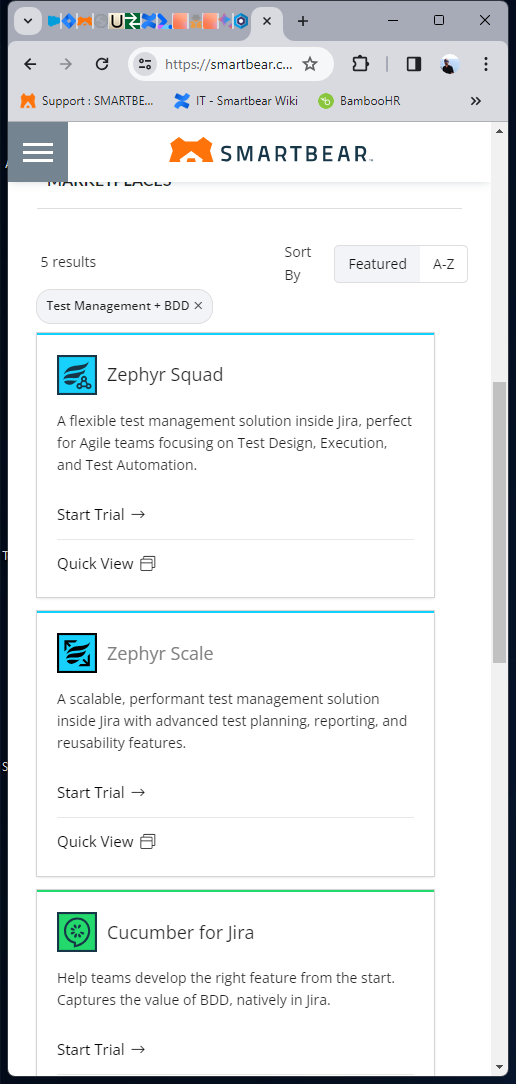 https://smartbear.c...
Support : SMARTBE...
IT - Smartbear Wiki
BambooHR
SMARTBEAR
MARKETPLACES
5 results
Sort
By
Featured
A-Z
Test Management + BDD ×
Zephyr Squad
A flexible test management solution inside Jira, perfect
for Agile teams focusing on Test Design, Execution,
and Test Automation.
Start Trial →
Quick View
Zephyr Scale
A scalable, performant test management solution
inside Jira with advanced test planning, reporting, and
reusability features.
Start Trial →
Quick View
Cucumber for Jira
Help teams develop the right feature from the start.
Captures the value of BDD, natively in Jira.
Start Trial →